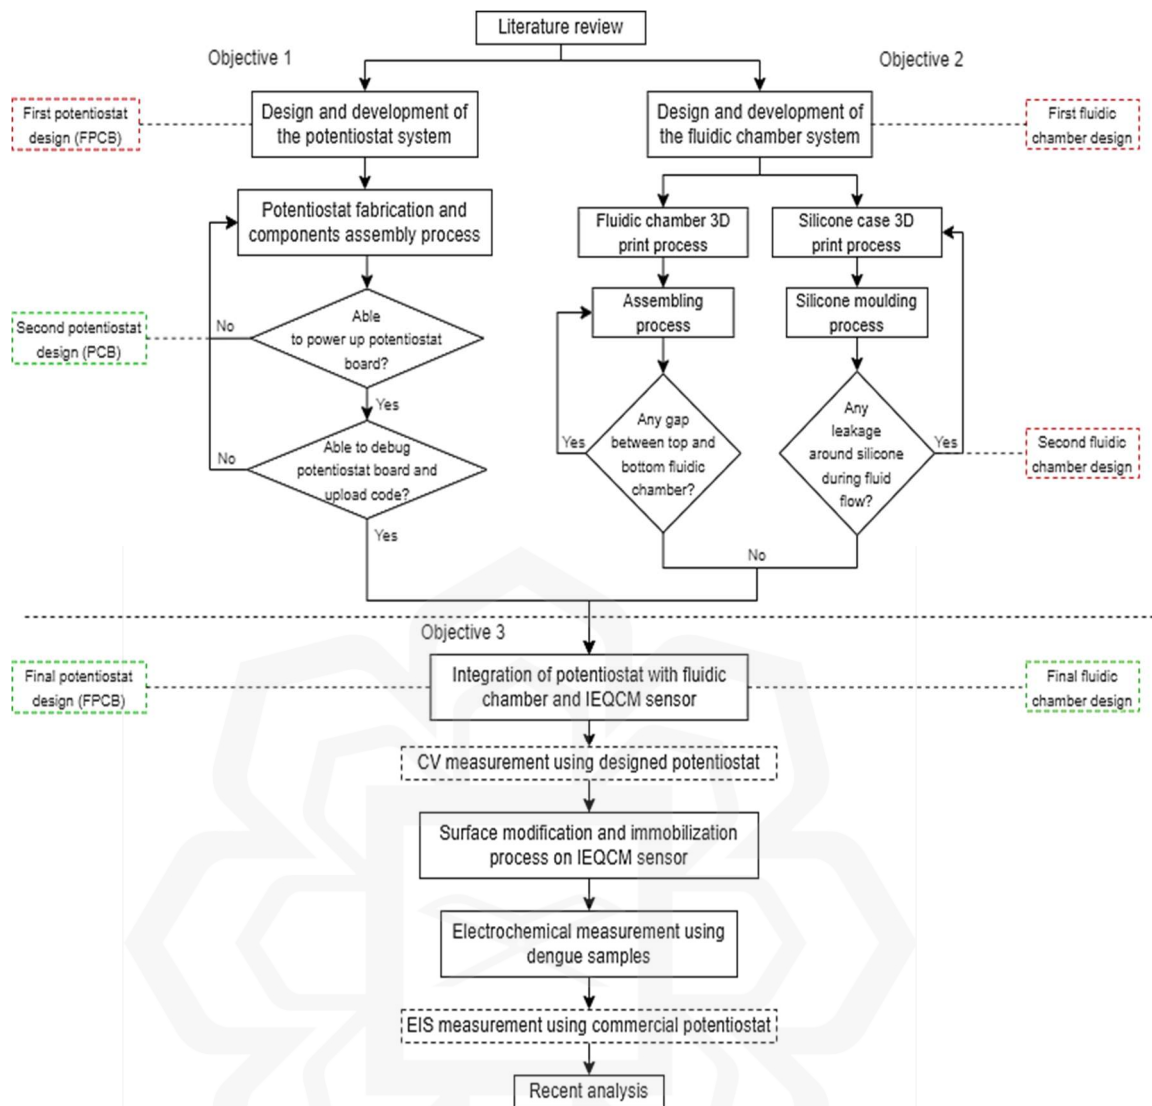 Literature review
Objective 1
Objective 2
First potentiostat
design (FPCB)
Design and development of
the potentiostat system
Design and development of
the fluidic chamber system
First fluidic
chamber design
Potentiostat fabrication and
components assembly process
Fluidic chamber 3D
print process
Silicone case 3D
print process
Assembling
process
Silicone moulding
process
Second potentiostat
design (PCB)
No
Able
to power up potentiostat
board?
Yes
No
Able to debug
potentiostat board and
upload code?
Yes
Yes
Any gap
between top and
bottom fluidic
chamber?
Any
leakage
around silicone
during fluid
flow?
Yes
Second fluidic
chamber design
No
Objective 3
Final potentiostat
design (FPCB)
Integration of potentiostat with fluidic
chamber and IEQCM sensor
Final fluidic
chamber design
CV measurement using designed potentiostat
Surface modification and immobilization
process on IEQCM sensor
Electrochemical measurement using
dengue samples
EIS measurement using commercial potentiostat
Recent analysis